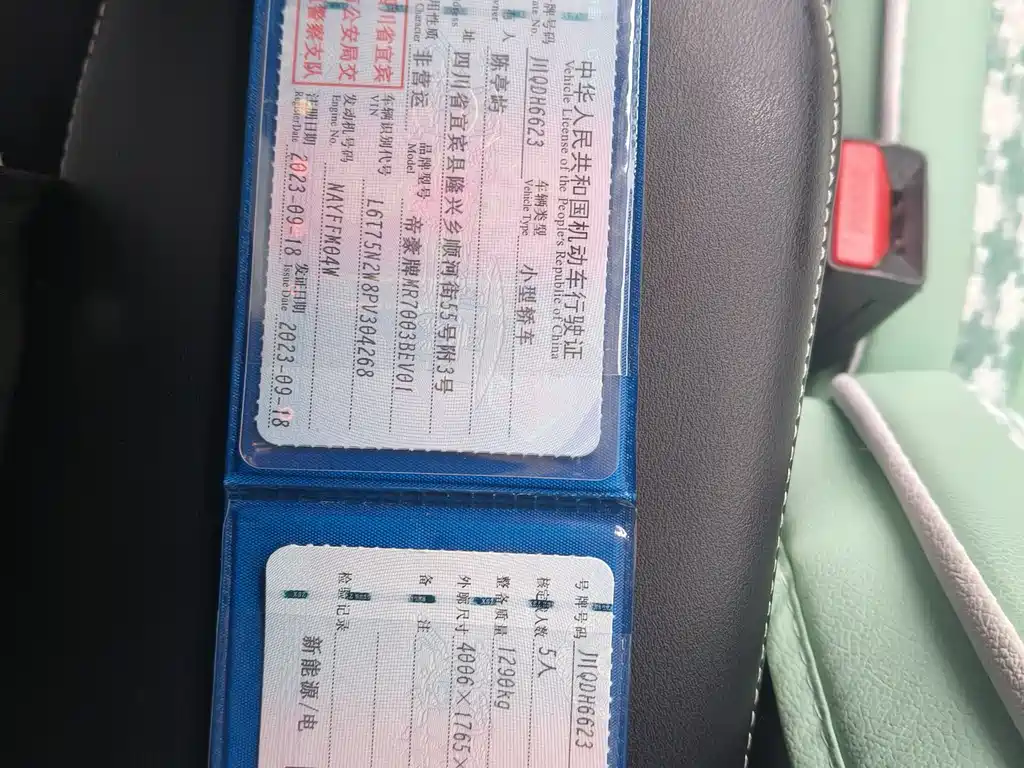 中华人民共和国机动车行驶证
Vehicle License of the People's Republic of China
牌号码 川QDH6623 车辆类型 小型轿车
ate No. Vehicle Type
人 陈亭屿
wner
址 四川省宜宾县隆兴乡顺河街55号附3号
用性质 非营运 品牌型号 帝豪牌MR7003BEV01
Character Model
川省宜宾
公安局交
警察支队
车辆识别代号 L6T75N2W8PV304268
VIN
发动机号码 NAYFFM04W
Engine No.
注册日期 2023-09-18 发证日期 2023-09-18
Register Date Issue Date
号牌号码 川QDH6623
核定载人数 5人
整备质量 1290kg
外廓尺寸 4006×1765×
备 注
检验记录
新能源/电